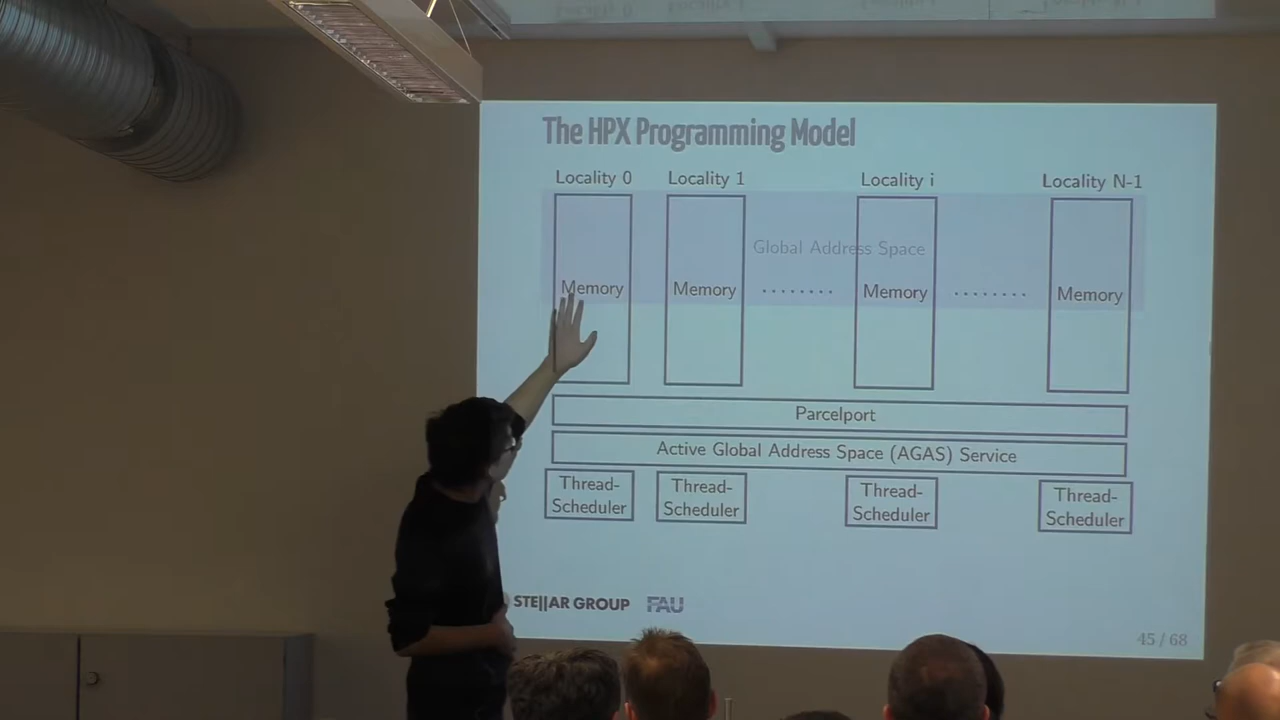 The HPX Programming Model
Locality 0 Locality 1 Locality i Locality N-1
Global Address Space
Memory Memory ........ Memory ........ Memory
Parcelport
Active Global Address Space (AGAS) Service
Thread-
Scheduler
Thread-
Scheduler
Thread-
Scheduler
Thread-
Scheduler
STE||AR GROUP FAU
45 / 68